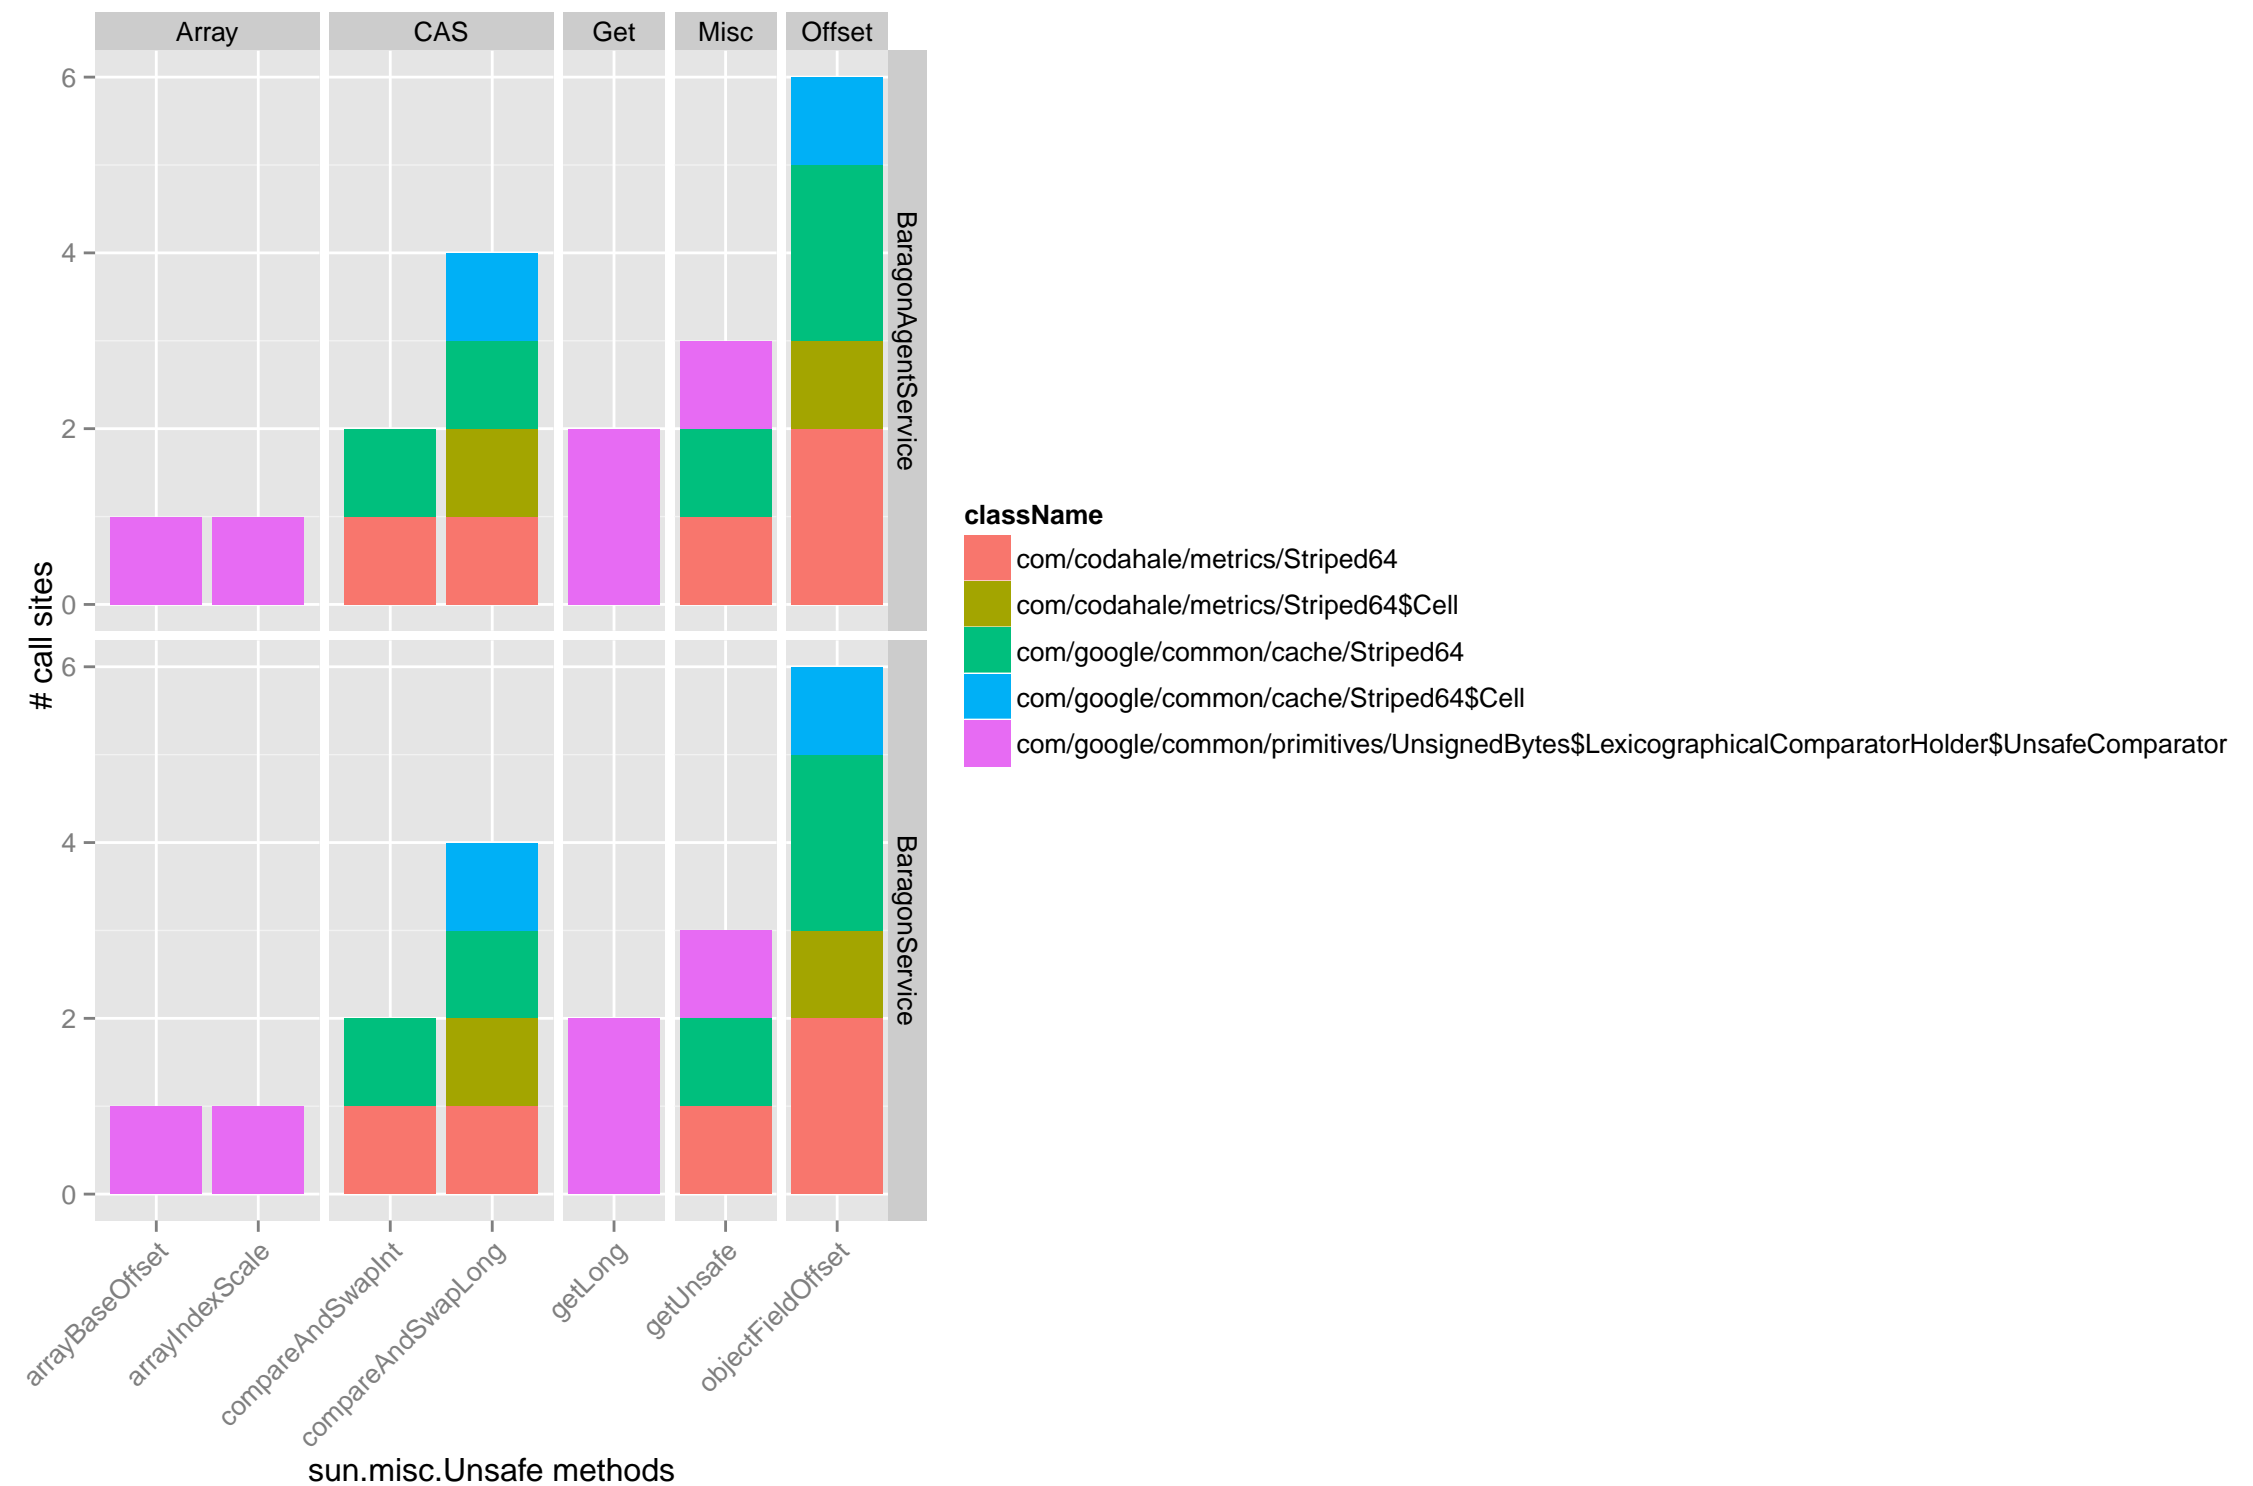 Array CAS Get Misc Offset
6
4
2
0
BaragonAgentService
# call sites
6
4
2
0
BaragonService
arrayBaseOffset
arrayIndexScale
compareAndSwapInt
compareAndSwapLong
getLong
getUnsafe
objectFieldOffset
sun.misc.Unsafe methods
className
com/codahale/metrics/Striped64
com/codahale/metrics/Striped64$Cell
com/google/common/cache/Striped64
com/google/common/cache/Striped64$Cell
com/google/common/primitives/UnsignedBytes$LexicographicalComparatorHolder$UnsafeComparator